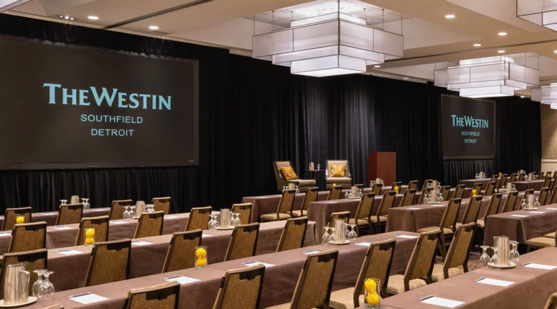 THEWESTIN
SOUTHFIELD
DETROIT
THEWESTIN
SOUTHFIELD
DETROIT